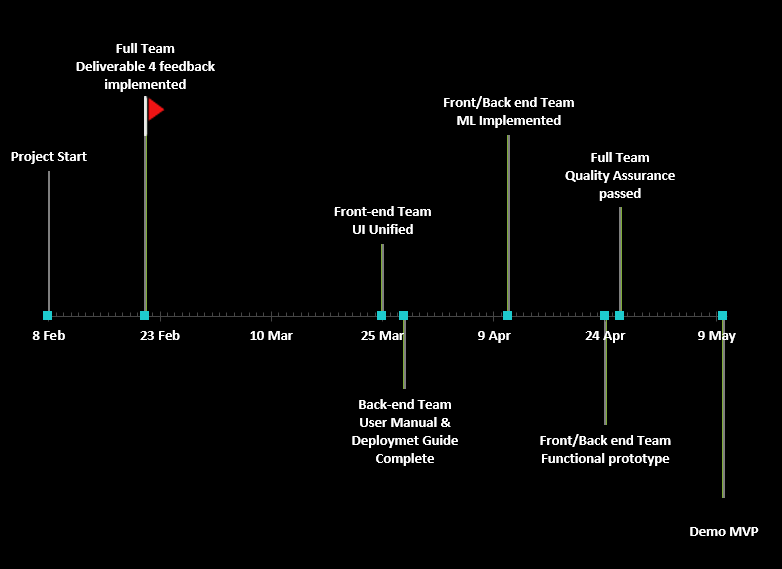 Full Team
Deliverable 4 feedback
implemented
Project Start
Front/Back end Team
ML Implemented
Full Team
Quality Assurance
passed
Front-end Team
UI Unified
8 Feb
23 Feb
10 Mar
25 Mar
9 Apr
24 Apr
9 May
Back-end Team
User Manual &
Deploymet Guide
Complete
Front/Back end Team
Functional prototype
Demo MVP